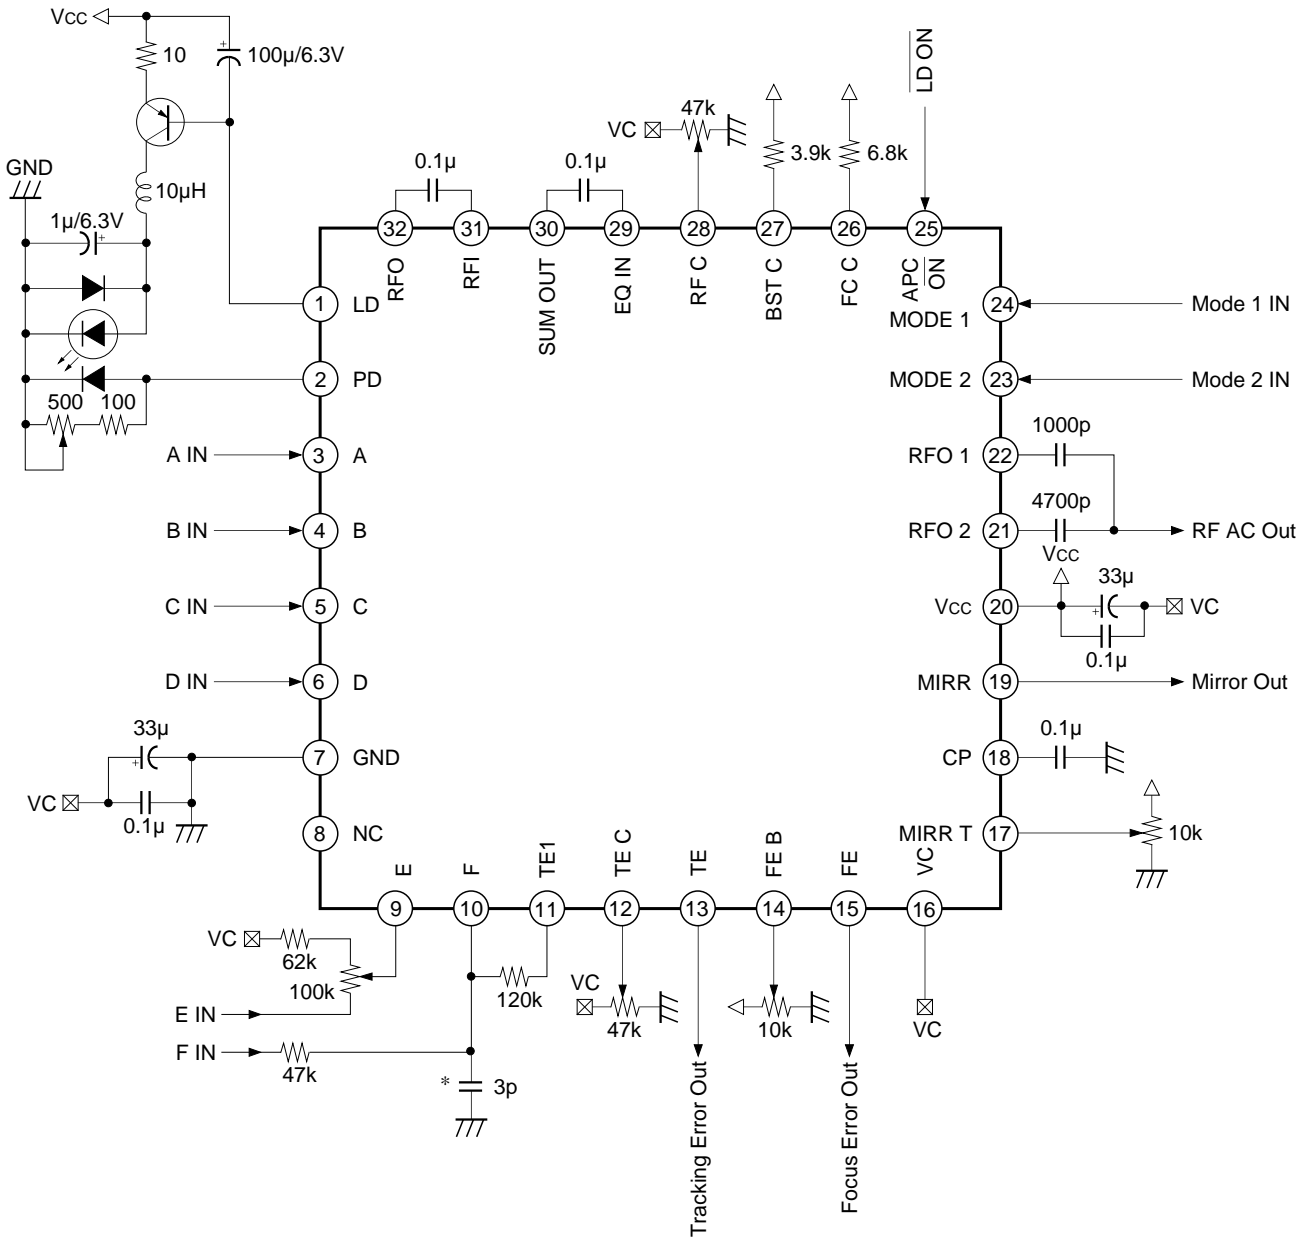 Vcc
10
100µ/6.3V
GND
10µH
1µ/6.3V
500
100
0.1µ
0.1µ
VC
47k
3.9k
6.8k
LD ON
32
31
30
29
28
27
26
25
RFO
RFI
SUM OUT
EQ IN
RF C
BST C
FC C
APC
ON
1
LD
2
PD
A IN
3
A
B IN
4
B
C IN
5
C
D IN
6
D
33µ
7
GND
VC
0.1µ
8
NC
24
MODE 1
Mode 1 IN
MODE 2
23
Mode 2 IN
1000p
RFO 1
22
4700p
RFO 2
21
RF AC Out
Vcc
33µ
Vcc
20
VC
0.1µ
MIRR
19
Mirror Out
0.1µ
CP
18
MIRR T
17
10k
E
F
TE1
TE C
TE
FE B
FE
VC
9
10
11
12
13
14
15
16
VC
62k
100k
E IN
F IN
47k
120k
*
3p
VC
47k
10k
VC
Tracking Error Out
Focus Error Out